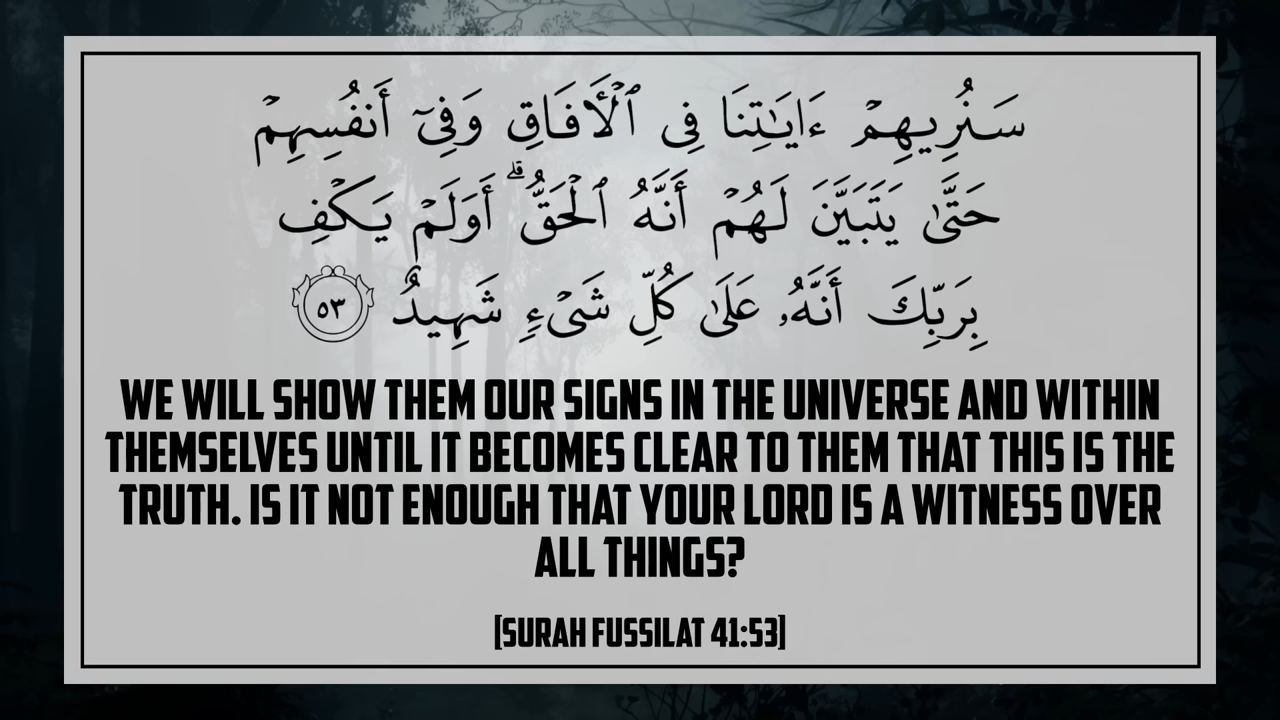 سَنُرِيهِمْ ءَايَـٰتِنَا فِى ٱلْـَٔافَاقِ وَفِىٓ أَنفُسِهِمْ
حَتَّىٰ يَتَبَيَّنَ لَهُمْ أَنَّهُ ٱلْحَقُّ ۗ أَوَلَمْ يَكْفِ
بِرَبِّكَ أَنَّهُۥ عَلَىٰ كُلِّ شَىْءٍ شَهِيدٌ ٥٣
WE WILL SHOW THEM OUR SIGNS IN THE UNIVERSE AND WITHIN
THEMSELVES UNTIL IT BECOMES CLEAR TO THEM THAT THIS IS THE
TRUTH. IS IT NOT ENOUGH THAT YOUR LORD IS A WITNESS OVER
ALL THINGS?
[SURAH FUSSILAT 41:53]